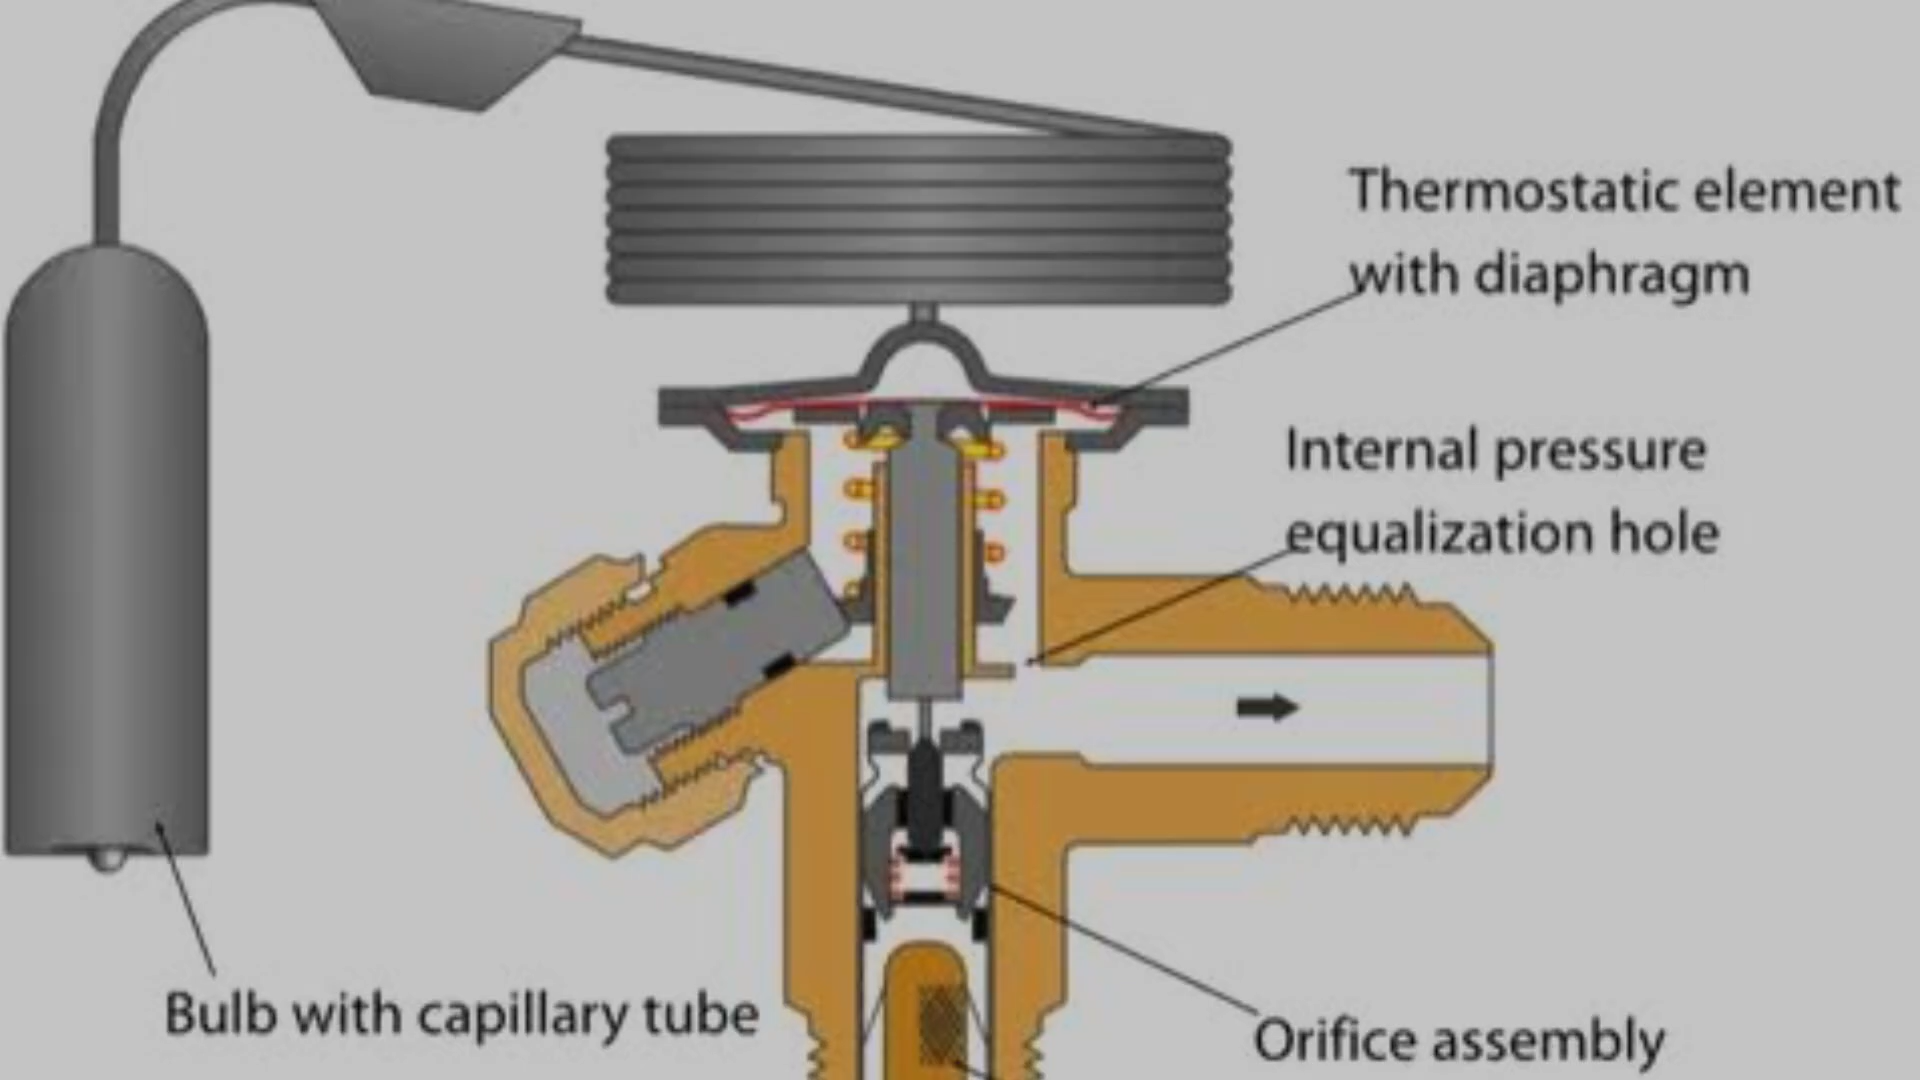 Thermostatic element
with diaphragm
Internal pressure
equalization hole
Bulb with capillary tube
Orifice assembly